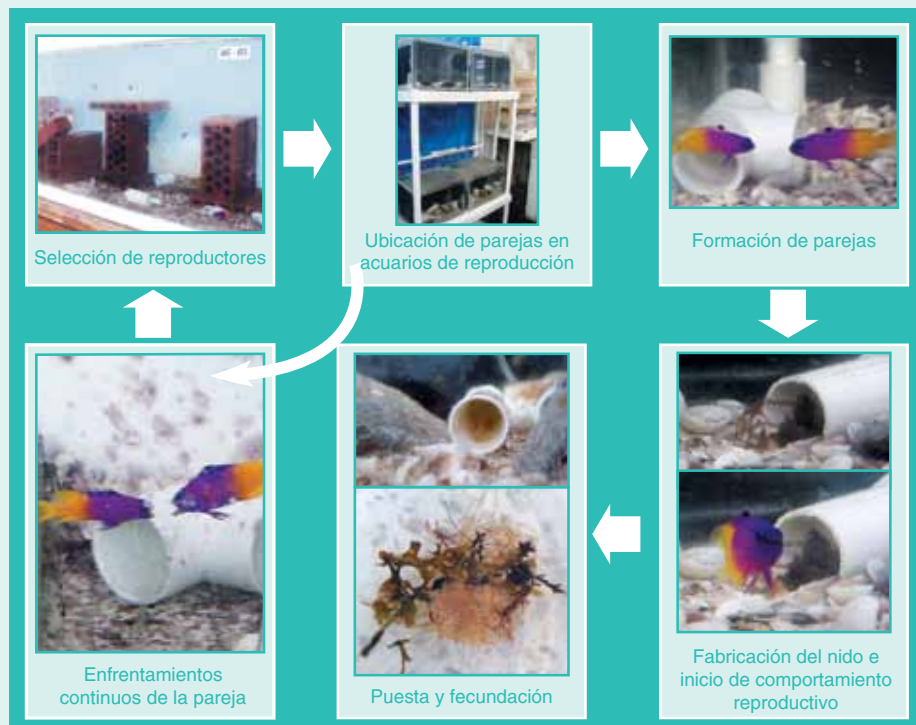 Selección de reproductores
Ubicación de parejas en
acuarios de reproducción
Formación de parejas
Enfrentamientos
continuos de la pareja
Puesta y fecundación
Fabricación del nido e
inicio de comportamiento
reproductivo